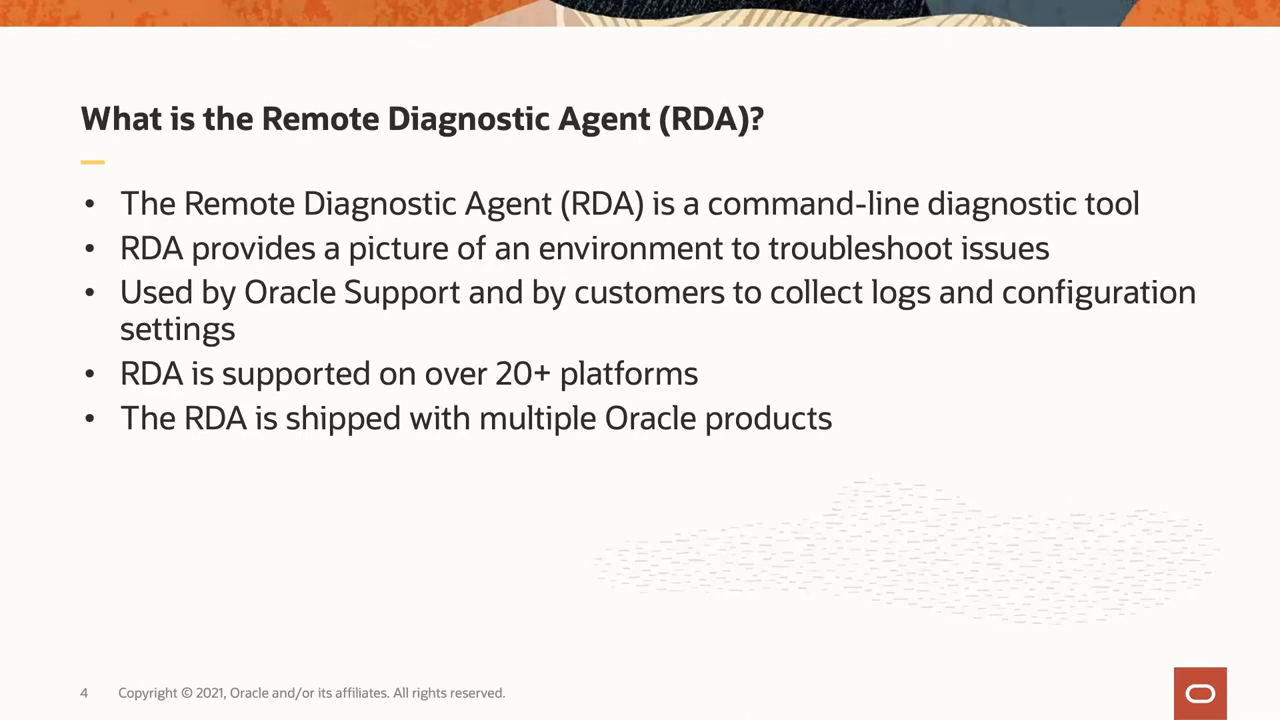 What is the Remote Diagnostic Agent (RDA)?
• The Remote Diagnostic Agent (RDA) is a command-line diagnostic tool
• RDA provides a picture of an environment to troubleshoot issues
• Used by Oracle Support and by customers to collect logs and configuration
settings
• RDA is supported on over 20+ platforms
• The RDA is shipped with multiple Oracle products
4 Copyright © 2021, Oracle and/or its affiliates. All rights reserved.